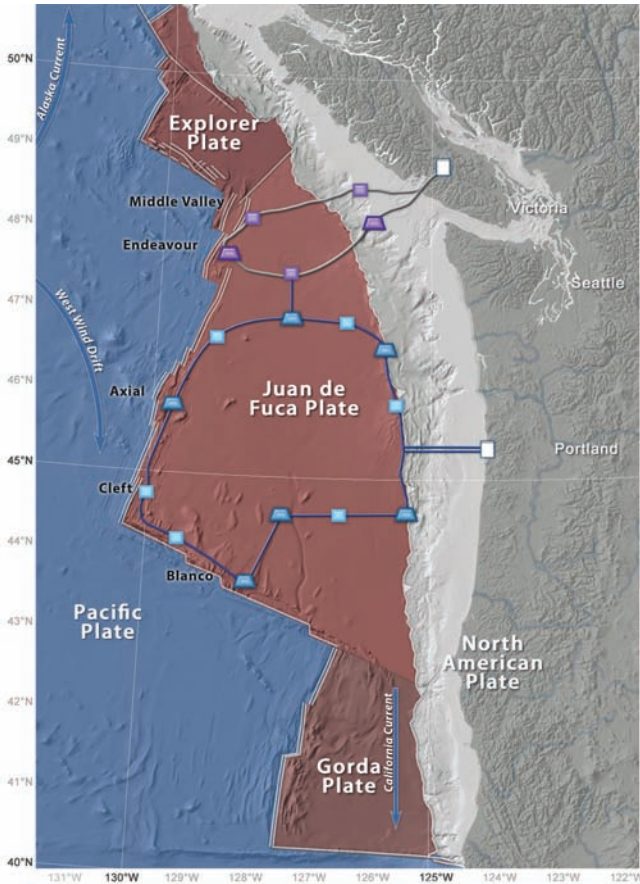 50°N
Alaska Current
Explorer
Plate
49°N
Middle Valley
48°N
Victoria
Endeavour
47°N
Seattle
West Wind Drift
46°N
Axial
Juan de
Fuca Plate
45°N
Portland
Cleft
44°N
Blanco
Pacific
Plate
43°N
North
American
Plate
42°N
California Current
Gorda
Plate
41°N
40°N
131°W
130°W
128°W
127°W
126°W
125°W
124°W
123°W
122°W